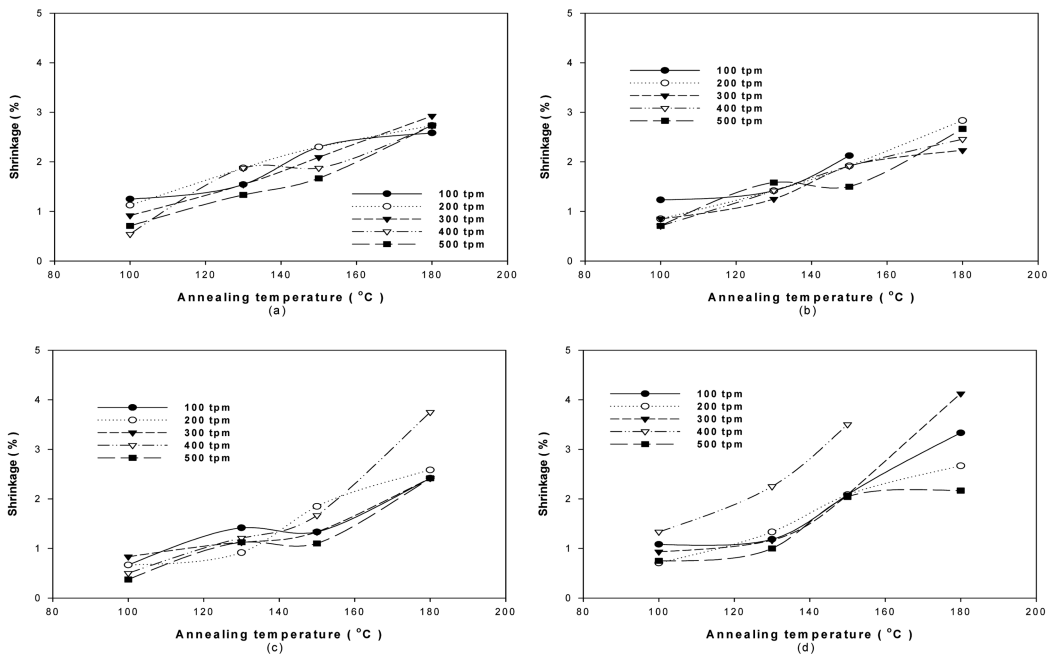 5
4
3
2
1
0
Shrinkage ( % )
100 tpm
200 tpm
300 tpm
400 tpm
500 tpm
80 100 120 140 160 180 200
Annealing temperature ( °C )
(a)
5
4
3
2
1
0
Shrinkage ( % )
100 tpm
200 tpm
300 tpm
400 tpm
500 tpm
80 100 120 140 160 180 200
Annealing temperature ( °C )
(b)
5
4
3
2
1
0
Shrinkage ( % )
100 tpm
200 tpm
300 tpm
400 tpm
500 tpm
80 100 120 140 160 180 200
Annealing temperature ( °C )
(c)
5
4
3
2
1
0
Shrinkage ( % )
100 tpm
200 tpm
300 tpm
400 tpm
500 tpm
80 100 120 140 160 180 200
Annealing temperature ( °C )
(d)